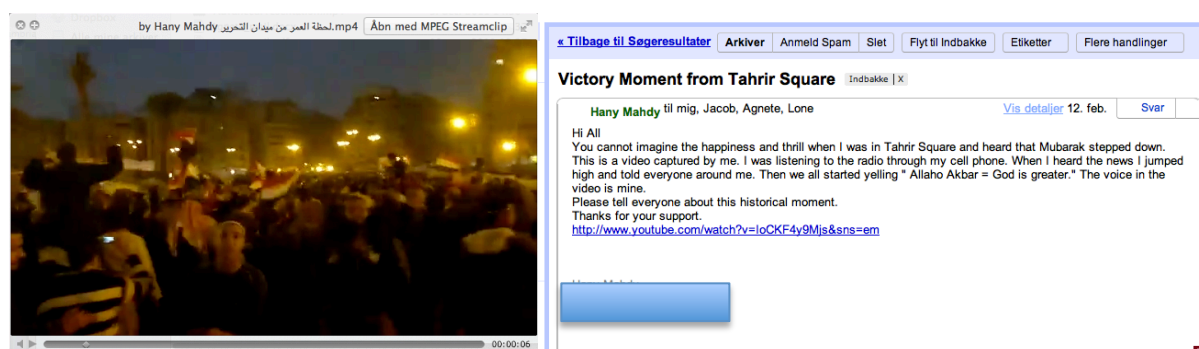 by Hany Mahdy لحظة العمر من ميدان التحرير.mp4
Åbn med MPEG Streamclip
00:00:06
« Tilbage til Søgeresultater
Arkiver
Anmeld Spam
Slet
Flyt til Indbakke
Etiketter
Flere handlinger
Victory Moment from Tahrir Square
Indbakke | X
Hany Mahdy til mig, Jacob, Agnete, Lone
Vis detaljer 12. feb.
Svar
Hi All
You cannot imagine the happiness and thrill when I was in Tahrir Square and heard that Mubarak stepped down.
This is a video captured by me. I was listening to the radio through my cell phone. When I heard the news I jumped
high and told everyone around me. Then we all started yelling " Allaho Akbar = God is greater." The voice in the
video is mine.
Please tell everyone about this historical moment.
Thanks for your support.
http://www.youtube.com/watch?v=IoCKF4y9Mjs&sns=em